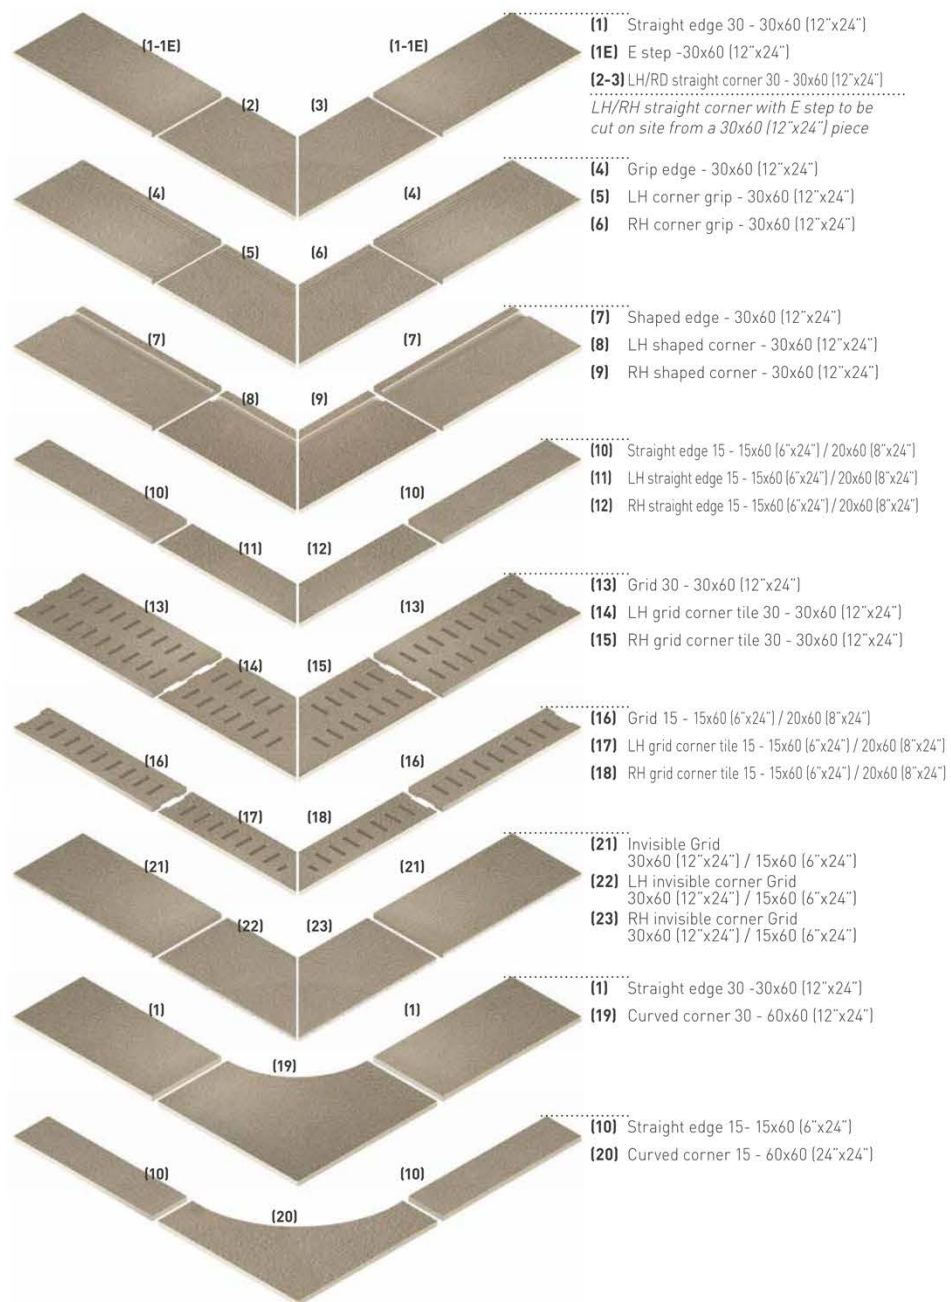 (1-1E)
(1-1E)
(2)
(3)
(1) Straight edge 30 - 30x60 (12"x24")
(1E) E step -30x60 (12"x24")
(2-3) LH/RD straight corner 30 - 30x60 (12"x24")
LH/RH straight corner with E step to be
cut on site from a 30x60 (12"x24") piece
(4)
(4)
(5)
(6)
(4) Grip edge - 30x60 (12"x24")
(5) LH corner grip - 30x60 (12"x24")
(6) RH corner grip - 30x60 (12"x24")
(7)
(7)
(8)
(9)
(7) Shaped edge - 30x60 (12"x24")
(8) LH shaped corner - 30x60 (12"x24")
(9) RH shaped corner - 30x60 (12"x24")
(10)
(10)
(11)
(12)
(10) Straight edge 15 - 15x60 (6"x24") / 20x60 (8"x24")
(11) LH straight edge 15 - 15x60 (6"x24") / 20x60 (8"x24")
(12) RH straight edge 15 - 15x60 (6"x24") / 20x60 (8"x24")
(13)
(13)
(14)
(15)
(13) Grid 30 - 30x60 (12"x24")
(14) LH grid corner tile 30 - 30x60 (12"x24")
(15) RH grid corner tile 30 - 30x60 (12"x24")
(16)
(16)
(17)
(18)
(16) Grid 15 - 15x60 (6"x24") / 20x60 (8"x24")
(17) LH grid corner tile 15 - 15x60 (6"x24") / 20x60 (8"x24")
(18) RH grid corner tile 15 - 15x60 (6"x24") / 20x60 (8"x24")
(21)
(21)
(22)
(23)
(21) Invisible Grid
30x60 (12"x24") / 15x60 (6"x24")
(22) LH invisible corner Grid
30x60 (12"x24") / 15x60 (6"x24")
(23) RH invisible corner Grid
30x60 (12"x24") / 15x60 (6"x24")
(1)
(1)
(19)
(1) Straight edge 30 -30x60 (12"x24")
(19) Curved corner 30 - 60x60 (12"x24")
(10)
(10)
(20)
(10) Straight edge 15- 15x60 (6"x24")
(20) Curved corner 15 - 60x60 (24"x24")